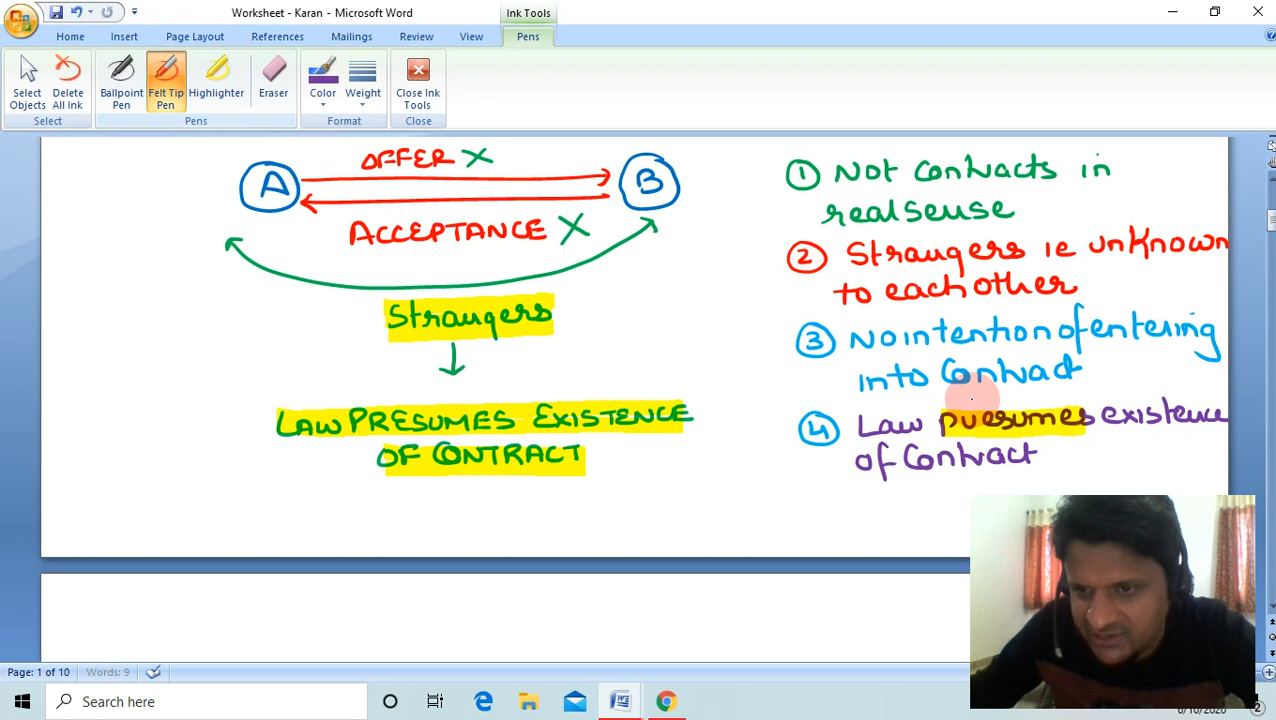 Worksheet - Karan - Microsoft Word
Ink Tools
Home Insert Page Layout References Mailings Review View Pens
Select Objects
Delete All Ink
Ballpoint Pen
Felt Tip Pen
Highlighter
Eraser
Color
Weight
Close Ink Tools
Select Pens Format Close
A OFFER X B
ACCEPTANCE X
Strangers
LAW PRESUMES EXISTENCE
OF CONTRACT
1 Not Contracts in
real sense
2 Strangers ie unknown
to each other
3 No intention of entering
into Contract
4 Law presumes existence
of Contract
Page: 1 of 10 Words: 9
Search here
6/10/2020
2